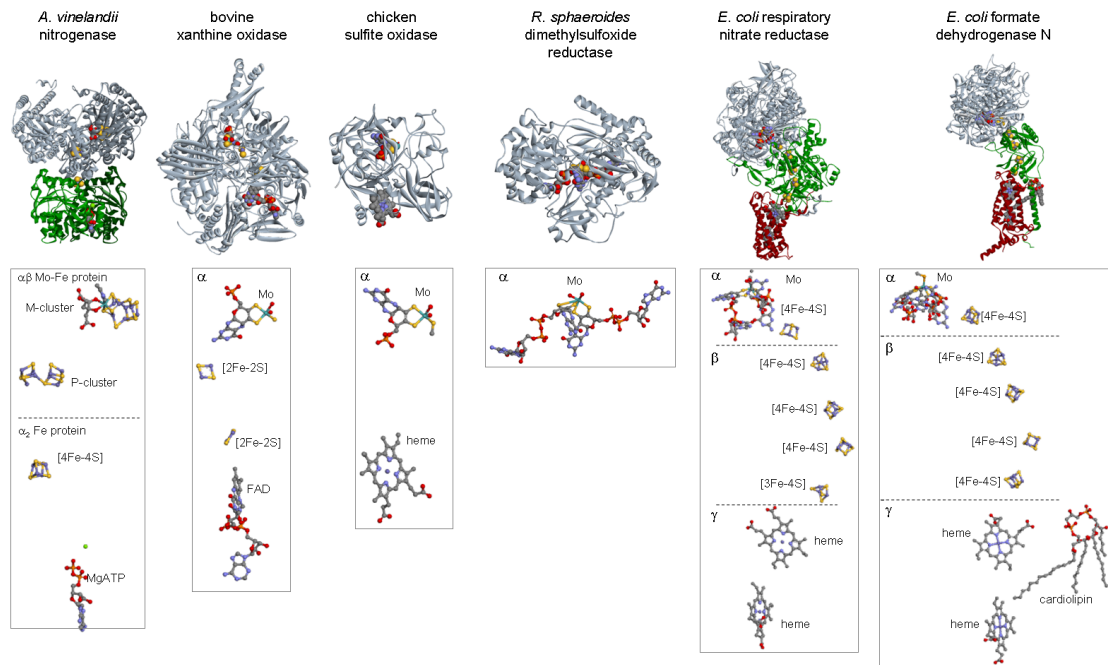 A. vinelandii
nitrogenase
bovine
xanthine oxidase
chicken
sulfite oxidase
R. sphaeroides
dimethylsulfoxide
reductase
E. coli respiratory
nitrate reductase
E. coli formate
dehydrogenase N
αβ Mo-Fe protein
M-cluster
P-cluster
α2 Fe protein
[4Fe-4S]
MgATP
α
Mo
[2Fe-2S]
[2Fe-2S]
FAD
α
Mo
heme
α
Mo
α
Mo
[4Fe-4S]
β
[4Fe-4S]
[4Fe-4S]
[4Fe-4S]
[3Fe-4S]
γ
heme
heme
α
Mo
[4Fe-4S]
β
[4Fe-4S]
[4Fe-4S]
[4Fe-4S]
[4Fe-4S]
γ
heme
cardiolipin
heme